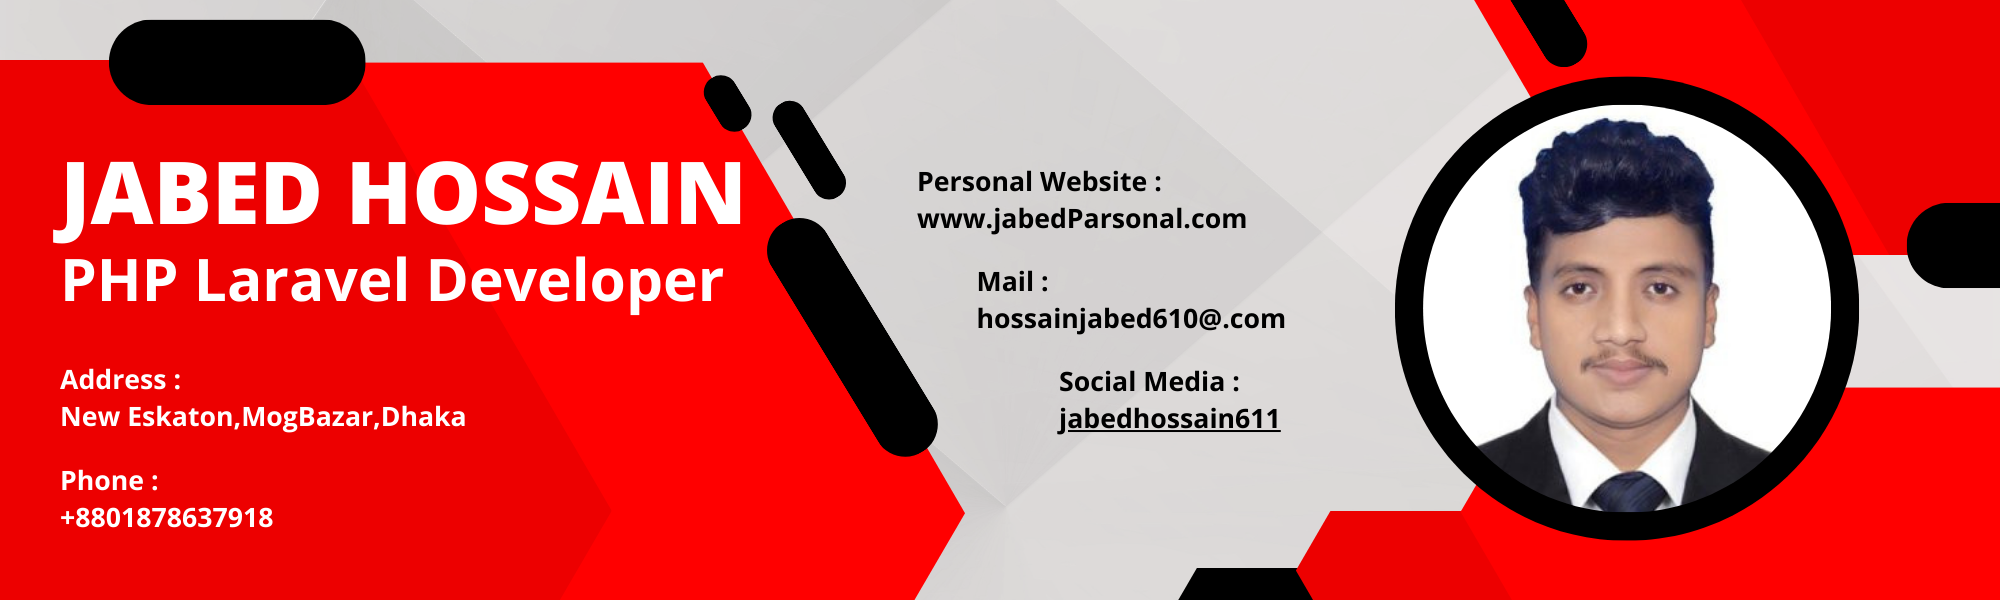 JABED HOSSAIN
PHP Laravel Developer
Address :
New Eskaton,MogBazar,Dhaka
Phone :
+8801878637918
Personal Website :
www.jabedParsonal.com
Mail :
hossainjabed610@.com
Social Media :
jabedhossain611